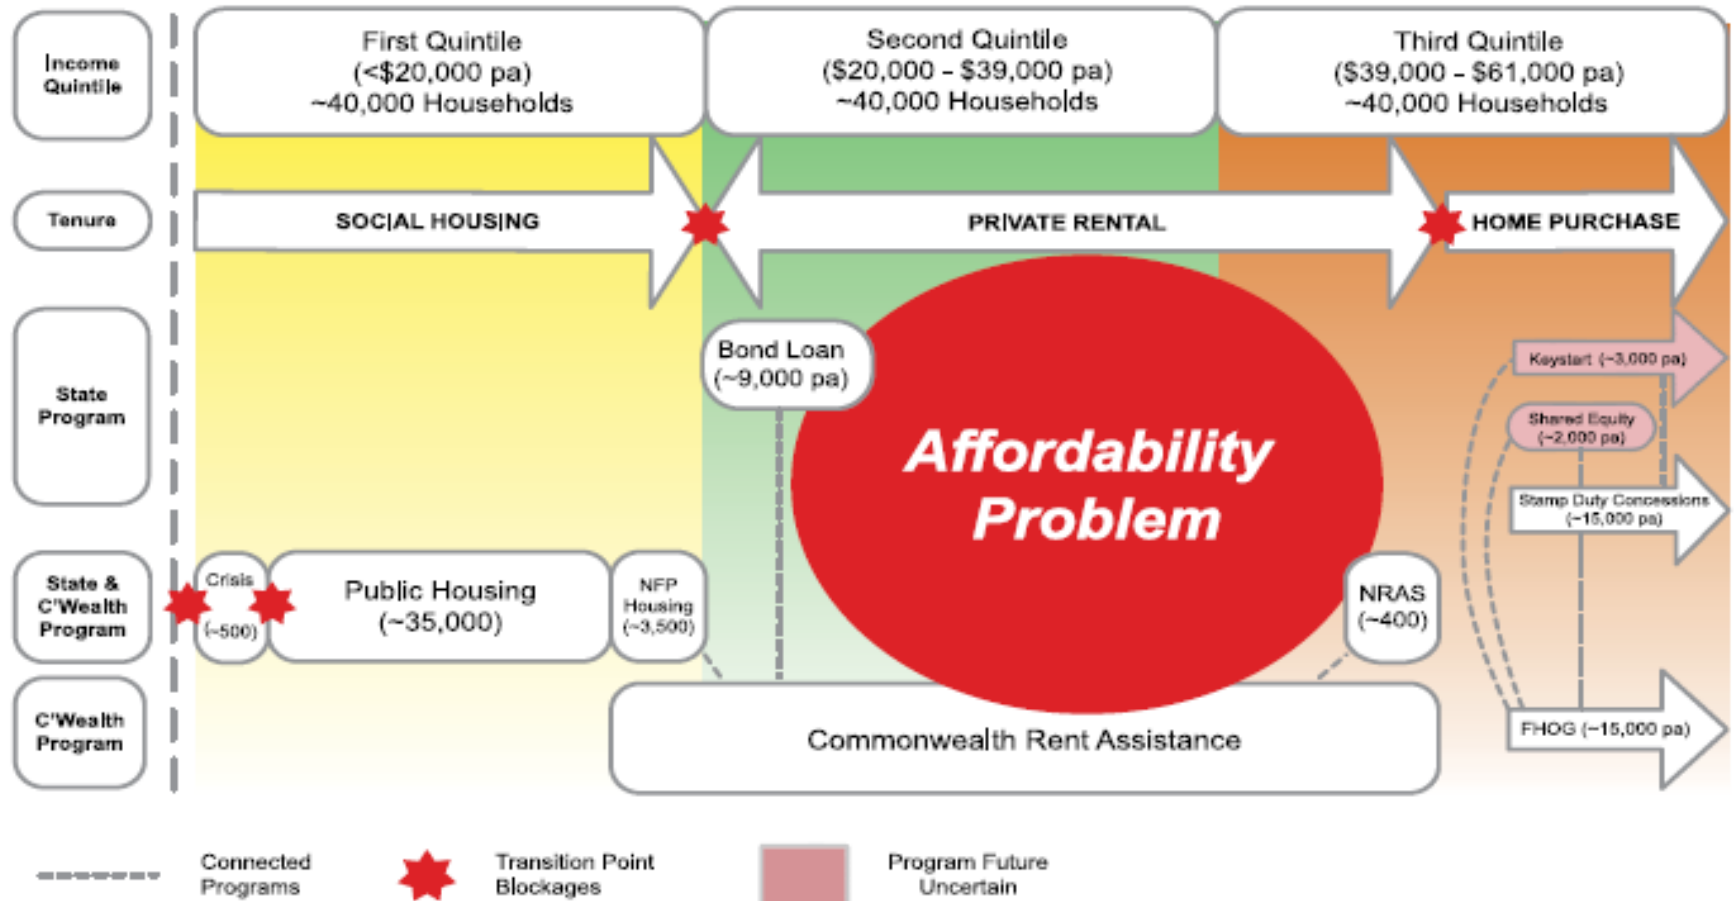 Income
Quintile
First Quintile
(<$20,000 pa)
~40,000 Households
Second Quintile
($20,000 - $39,000 pa)
~40,000 Households
Third Quintile
($39,000 - $61,000 pa)
~40,000 Households
Tenure
SOCIAL HOUSING
PRIVATE RENTAL
HOME PURCHASE
State
Program
Bond Loan
(~9,000 pa)
Affordability
Problem
Keystart (~3,000 pa)
Shared Equity
(~2,000 pa)
Stamp Duty Concessions
(~15,000 pa)
State &
C'Wealth
Program
Crisis
(~500)
Public Housing
(~35,000)
NFP
Housing
(~3,500)
NRAS
(~400)
C'Wealth
Program
Commonwealth Rent Assistance
FHOG (~15,000 pa)
Connected
Programs
Transition Point
Blockages
Program Future
Uncertain